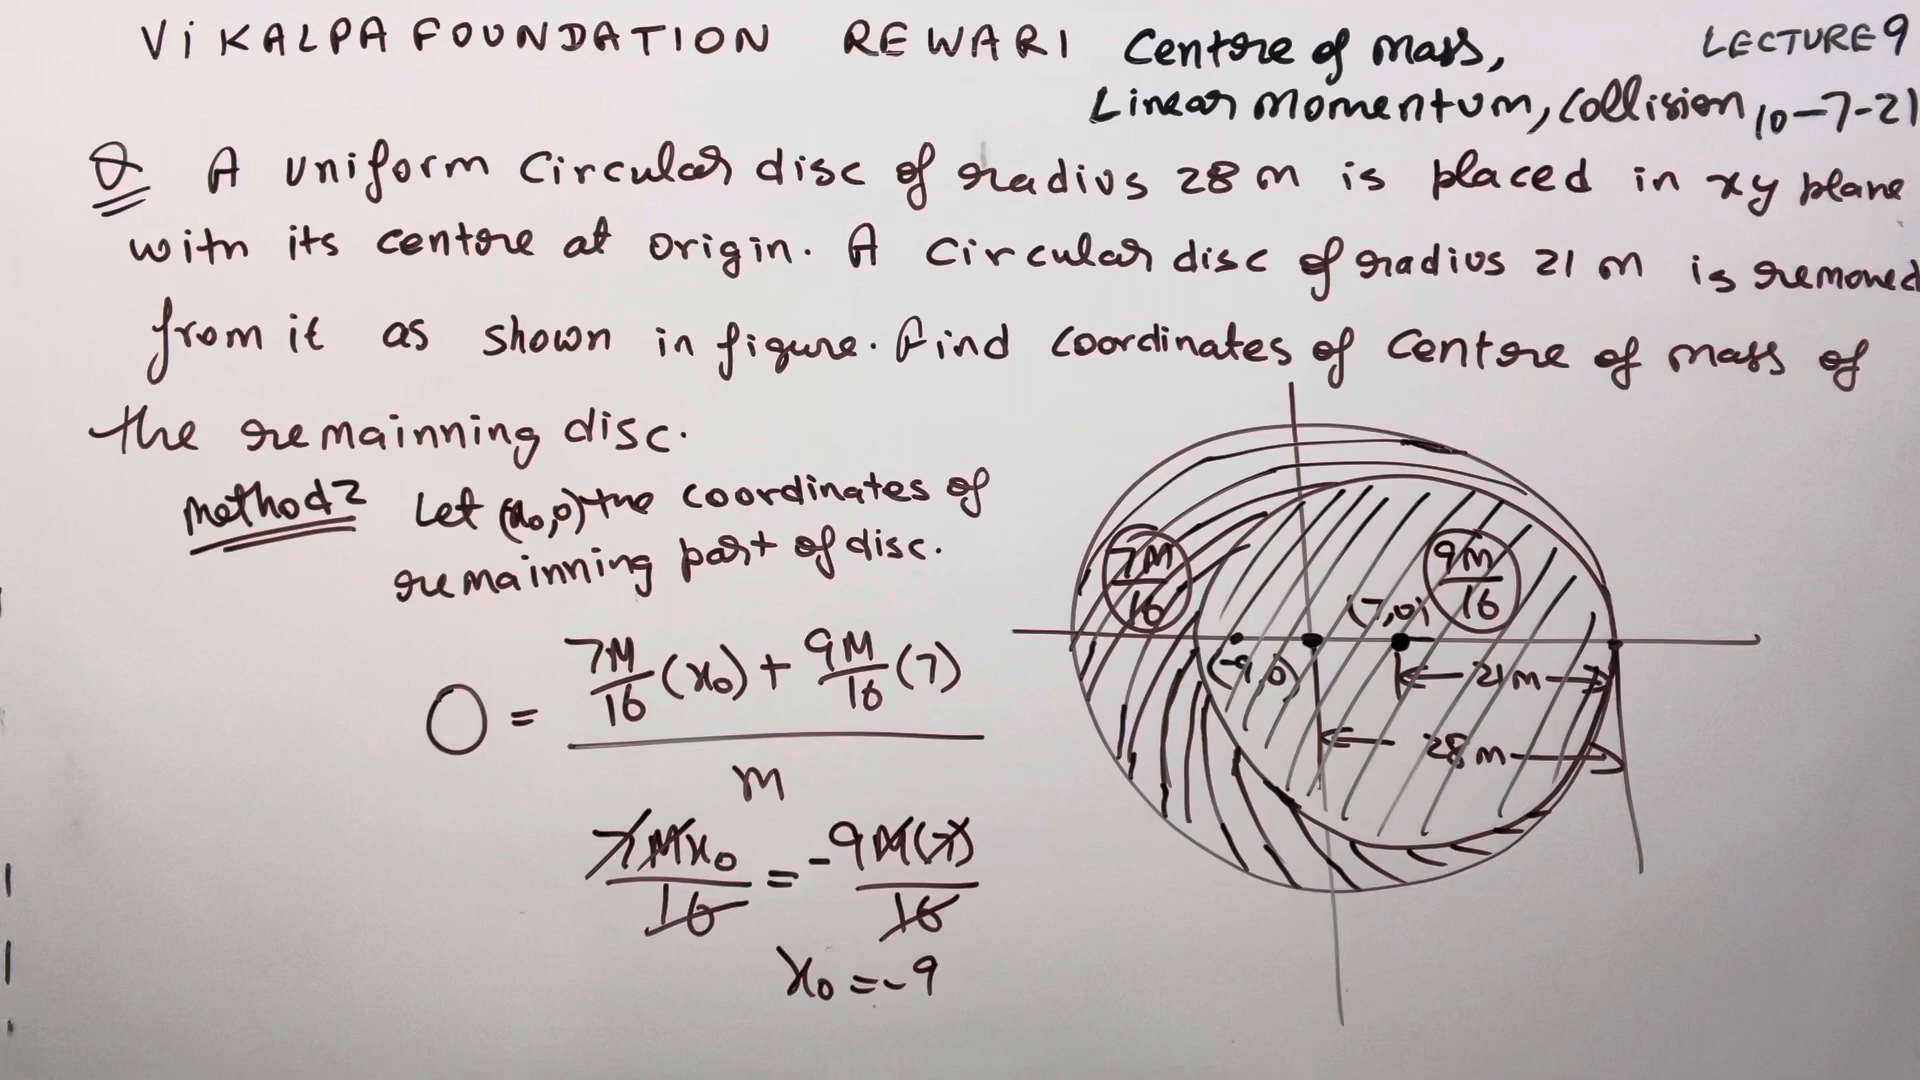 ViKALPA FOUNDATION REWARI Centre of Mass, LECTURE 9
Linear Momentum, Collision 10-7-21
Q A uniform Circular disc of radius 28 m is placed in xy plane
with its centre at origin. A Circular disc of radius 21 m is removed
from it as shown in figure. Find coordinates of Centre of mass of
the remainning disc.
Method 2 Let (x₀,0) the coordinates of
remainning part of disc.
O = 7M/16 (x₀) + 9M/16 (7)
M
7Mx₀/16 = -9M(7)/16
x₀ = -9
7M/16
9M/16
(7,0)
(-9,0)
21 m
28 m